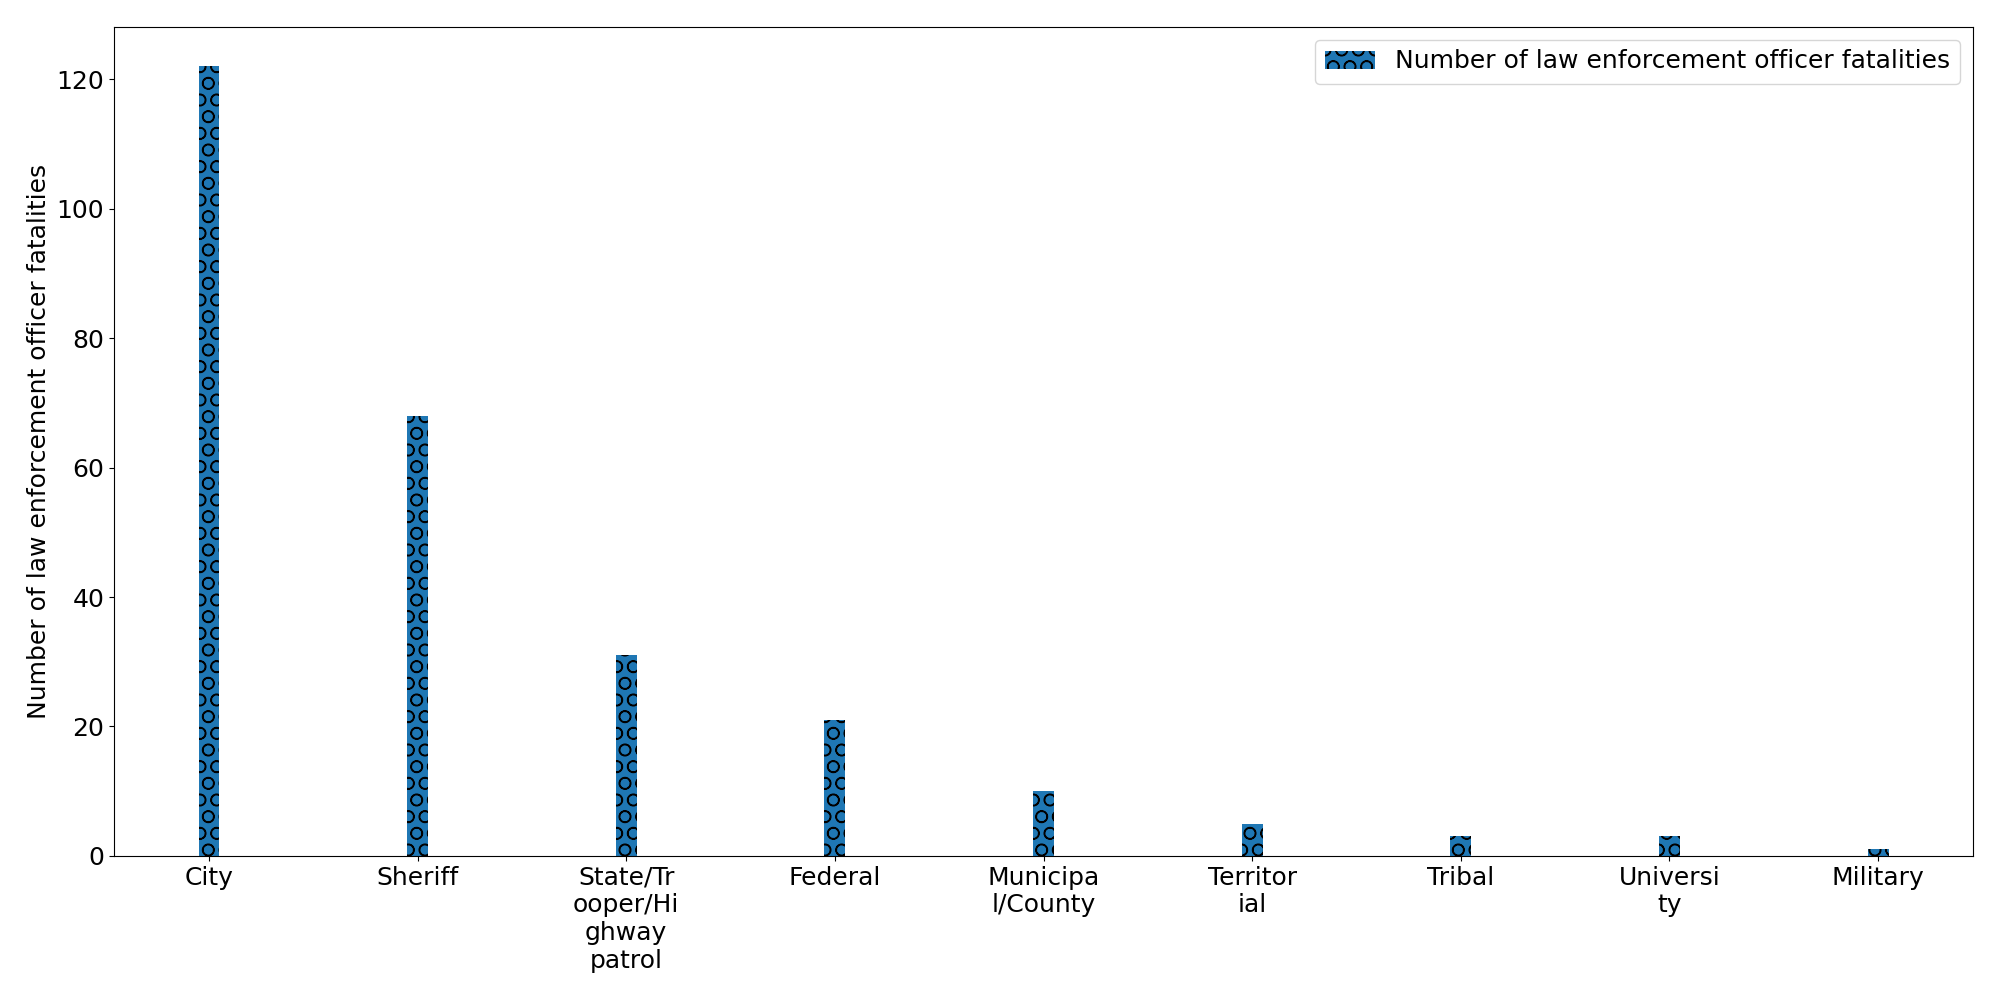 Number of law enforcement officer fatalities
Number of law enforcement officer fatalities
120
100
80
60
40
20
0
City
Sheriff
State/Tr
ooper/Hi
ghway
patrol
Federal
Municipa
l/County
Territor
ial
Tribal
Universi
ty
Military